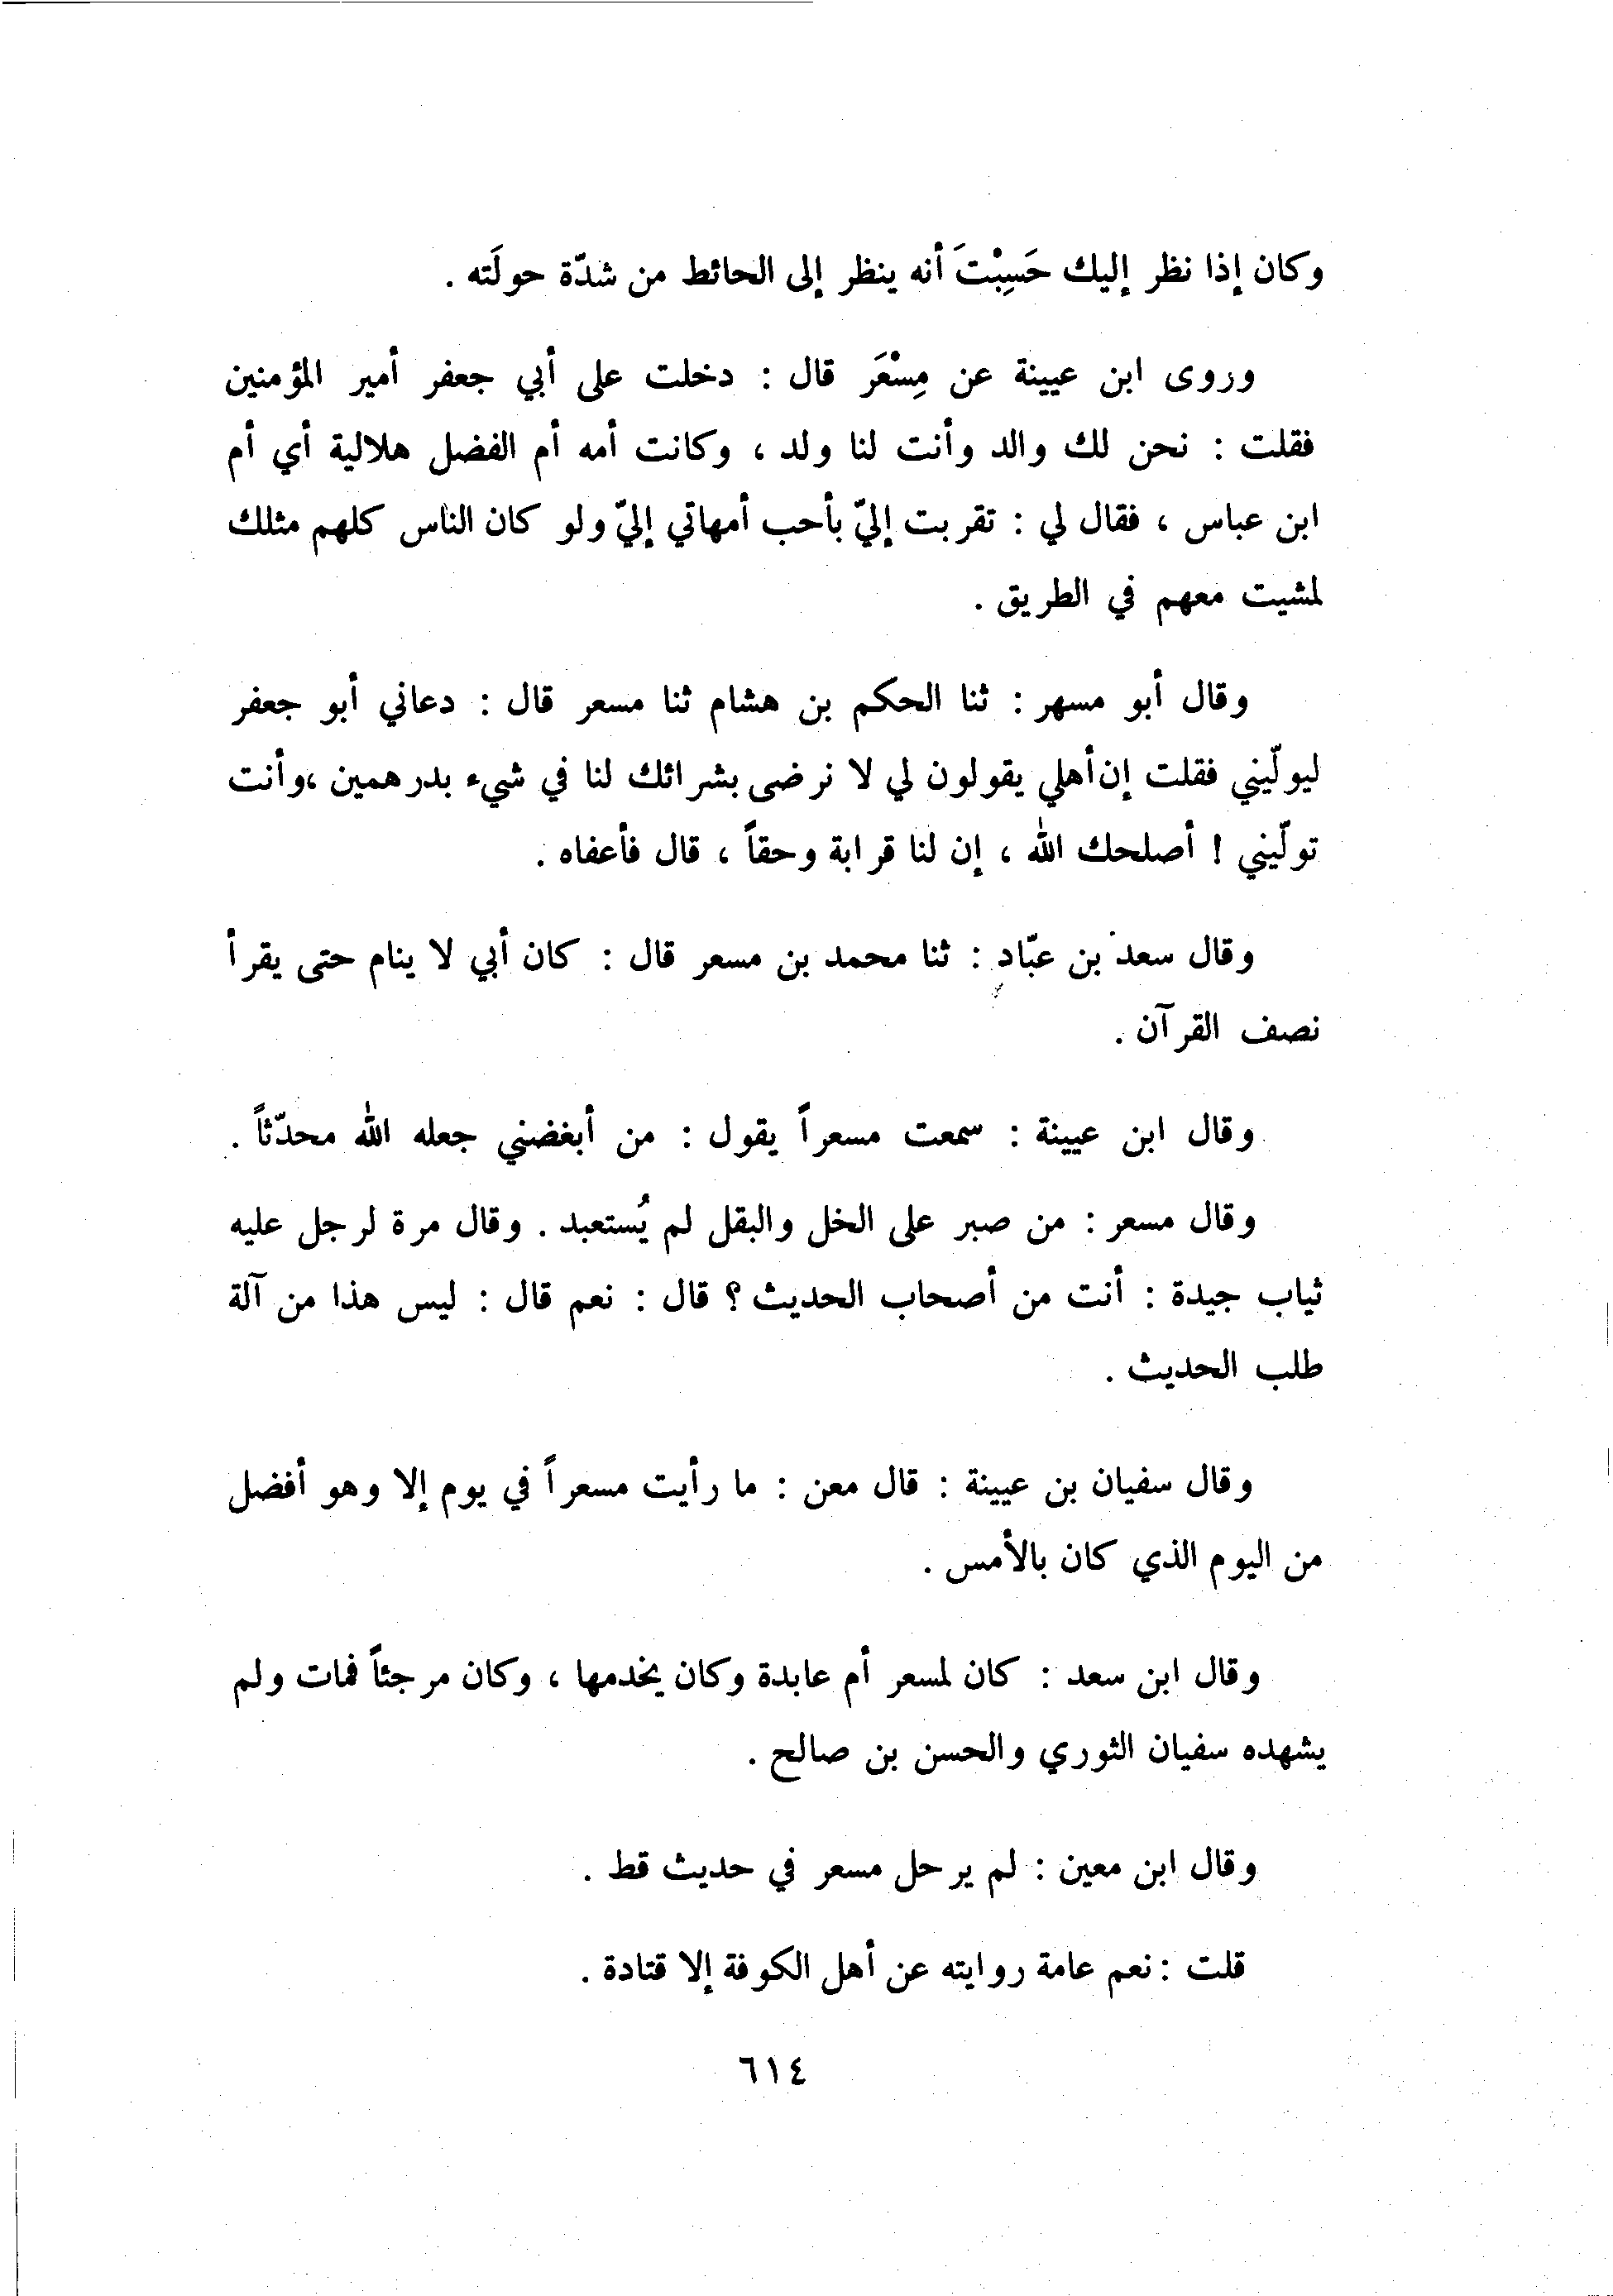 وكان إذا نظر إليك حَسِبْتَ أنه ينظر إلى الحائط من شدّة حولَته .
وروى ابن عيينة عن مِسْعَر قال : دخلت على أبي جعفر أمير المؤمنين
فقلت : نحن لك والد وأنت لنا ولد ، وكانت أمه أم الفضل هلالية أي أم
ابن عباس ، فقال لي : تقربت إليّ بأحب أمهاتي إليّ ولو كان الناس كلهم مثلك
لمشيت معهم في الطريق .
وقال أبو مسهر : ثنا الحكم بن هشام ثنا مسعر قال : دعاني أبو جعفر
ليولّيني فقلت إن أهلي يقولون لي لا نرضى بشرائك لنا في شيء بدرهمين ،وأنت
تولّيني ! أصلحك الله ، إن لنا قرابة وحقاً ، قال فأعفاه .
وقال سعد بن عبّاد : ثنا محمد بن مسعر قال : كان أبي لا ينام حتى يقرأ
نصف القرآن .
وقال ابن عيينة : سمعت مسعراً يقول : من أبغضني جعله الله محدّثاً .
وقال مسعر : من صبر على الخل والبقل لم يُستعبد . وقال مرة لرجل عليه
ثياب جيدة : أنت من أصحاب الحديث ؟ قال : نعم قال : ليس هذا من آلة
طلب الحديث .
وقال سفيان بن عيينة : قال معن : ما رأيت مسعراً في يوم إلا وهو أفضل
من اليوم الذي كان بالأمس .
وقال ابن سعد : كان لمسعر أم عابدة وكان يخدمها ، وكان مرجئاً فمات ولم
يشهده سفيان الثوري والحسن بن صالح .
وقال ابن معين : لم يرحل مسعر في حديث قط .
قلت : نعم عامة روايته عن أهل الكوفة إلا قتادة .
٦١٤